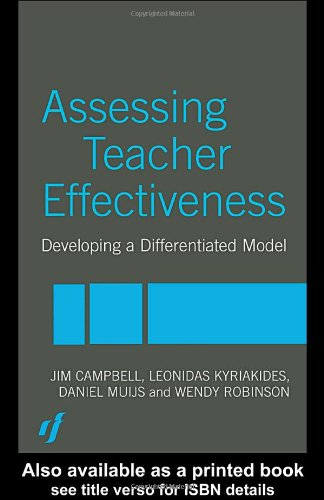 Assessing
Teacher
Effectiveness
Developing a Differentiated Model
JIM CAMPBELL, LEONIDAS KYRIAKIDES,
DANIEL MUIJS and WENDY ROBINSON
Also available as a printed book
see title verso for ISBN details